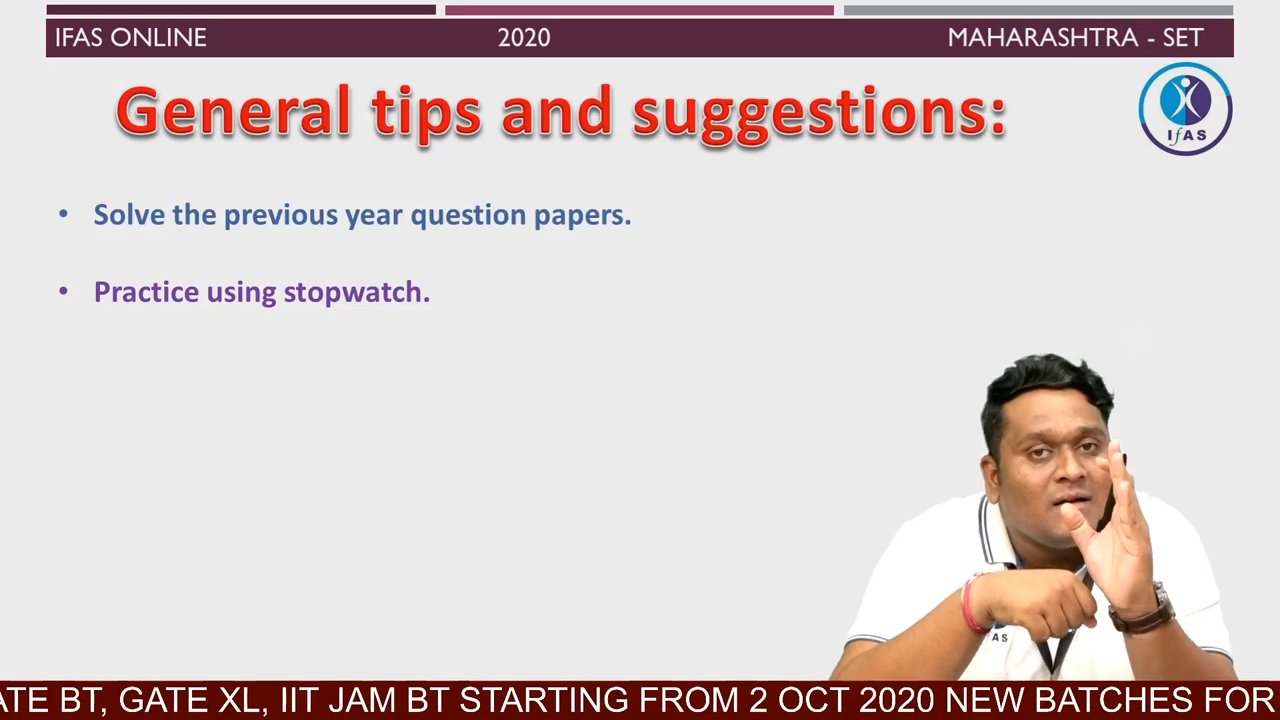 IFAS ONLINE 2020 MAHARASHTRA - SET
General tips and suggestions:
IfAS
• Solve the previous year question papers.
• Practice using stopwatch.
AS
ATE BT, GATE XL, IIT JAM BT STARTING FROM 2 OCT 2020 NEW BATCHES FOR